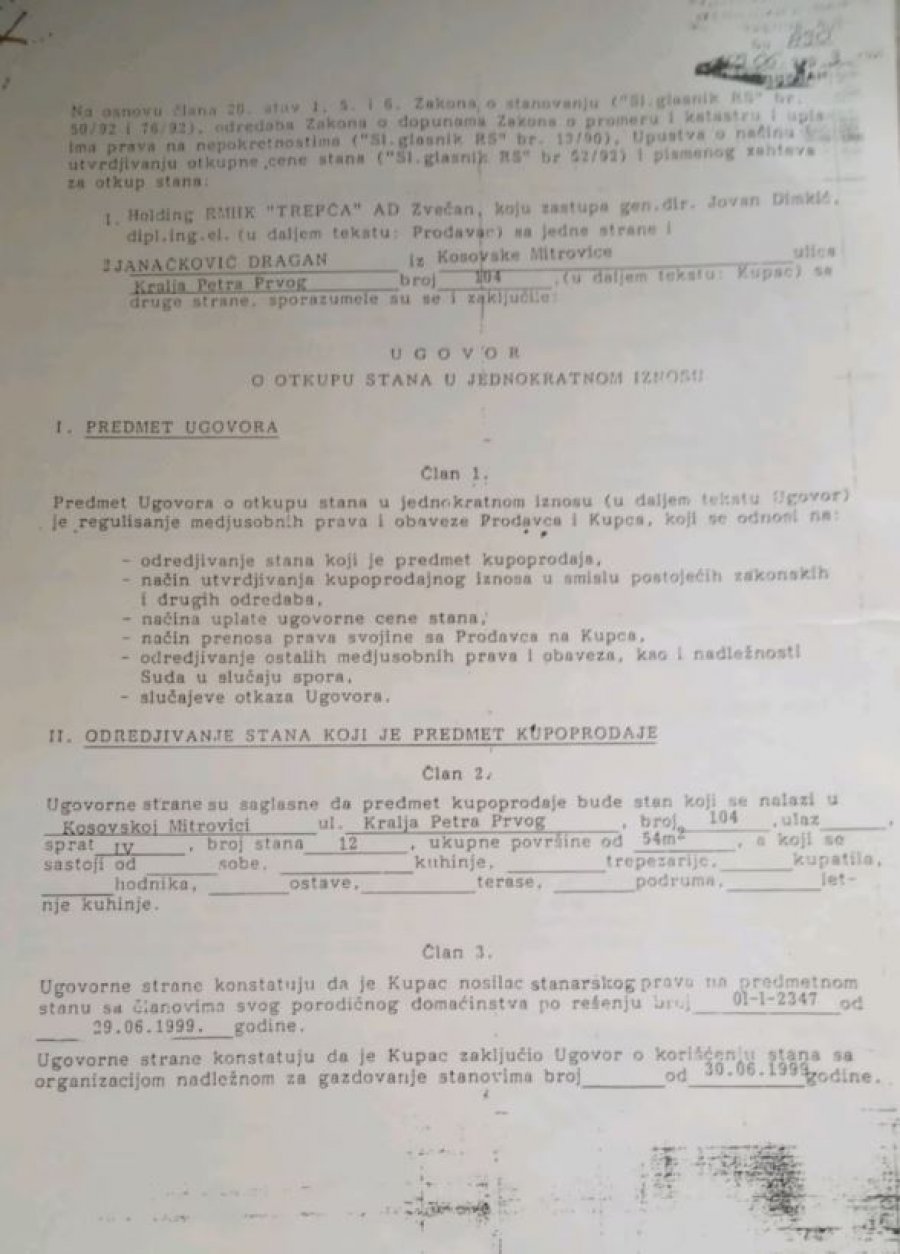 Na osnovu člana 20. stav 1. 5. i 6. Zakona o stanovanju ("Sl.glasnik RS" br.
50/92 i 76/92), odredaba Zakona o dopunama Zakona o promeru i katastru i upis
ima prava na nepokretnostima ("Sl.glasnik RS" br. 13/90), Upustva o načinu
utvrdjivanju otkupne cene stana ("Sl.glasnik RS" br 52/92) i pismenog zahteva
za otkup stana:
1. Holding RMHK "TREPČA" AD Zvečan, koju zastupa gen.dir. Jovan Dimkić,
dipl.ing.el. (u daljem tekstu: Prodavac) sa jedne strane i
2 JANAČKOVIĆ DRAGAN iz Kosovske Mitrovice ulica
Kralja Petra Prvog broj 104 ,(u daljem tekstu: Kupac) sa
druge strane, sporazumele su se i zaključile:
U G O V O R
O OTKUPU STANA U JEDNOKRATNOM IZNOSU
I. PREDMET UGOVORA
Član 1.
Predmet Ugovora o otkupu stana u jednokratnom iznosu (u daljem tekstu Ugovor)
je regulisanje medjusobnih prava i obaveze Prodavca i Kupca, koji se odnosi na:
- odredjivanje stana koji je predmet kupoprodaja,
- način utvrdjivanja kupoprodajnog iznosa u smislu postojećih zakonskih
i drugih odredaba,
- načina uplate ugovorne cene stana,
- način prenosa prava svojine sa Prodavca na Kupca,
- odredjivanje ostalih medjusobnih prava i obaveza, kao i nadležnosti
Suda u slučaju spora,
- slučajeve otkaza Ugovora.
II. ODREDJIVANJE STANA KOJI JE PREDMET KUPOPRODAJE
Član 2.
Ugovorne strane su saglasne da predmet kupoprodaje bude stan koji se nalazi u
Kosovskoj Mitrovici ul. Kralja Petra Prvog , broj 104 ,ulaz ,
sprat IV , broj stana 12 , ukupne površine od 54m² , a koji se
sastoji od sobe, kuhinje, trpezarije, kupatila,
hodnika, ostave, terase, podruma, let-
nje kuhinje.
Član 3.
Ugovorne strane konstatuju da je Kupac nosilac stanarskog prava na predmetnom
stanu sa članovima svog porodičnog domaćinstva po rešenju broj 01-1-2347 od
29.06.1999. godine.
Ugovorne strane konstatuju da je Kupac zaključio Ugovor o korišćenju stana sa
organizacijom nadležnom za gazdovanje stanovima broj od 30.06.1999. godine.